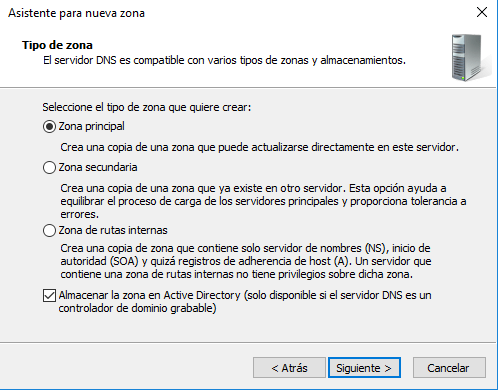 Asistente para nueva zona
Tipo de zona
El servidor DNS es compatible con varios tipos de zonas y almacenamientos.
Seleccione el tipo de zona que quiere crear:
Zona principal
Crea una copia de una zona que puede actualizarse directamente en este servidor.
Zona secundaria
Crea una copia de una zona que ya existe en otro servidor. Esta opción ayuda a
equilibrar el proceso de carga de los servidores principales y proporciona tolerancia a
errores.
Zona de rutas internas
Crea una copia de zona que contiene solo servidor de nombres (NS), inicio de
autoridad (SOA) y quizá registros de adherencia de host (A). Un servidor que
contiene una zona de rutas internas no tiene privilegios sobre dicha zona.
Almacenar la zona en Active Directory (solo disponible si el servidor DNS es un
controlador de dominio grabable)
< Atrás
Siguiente >
Cancelar